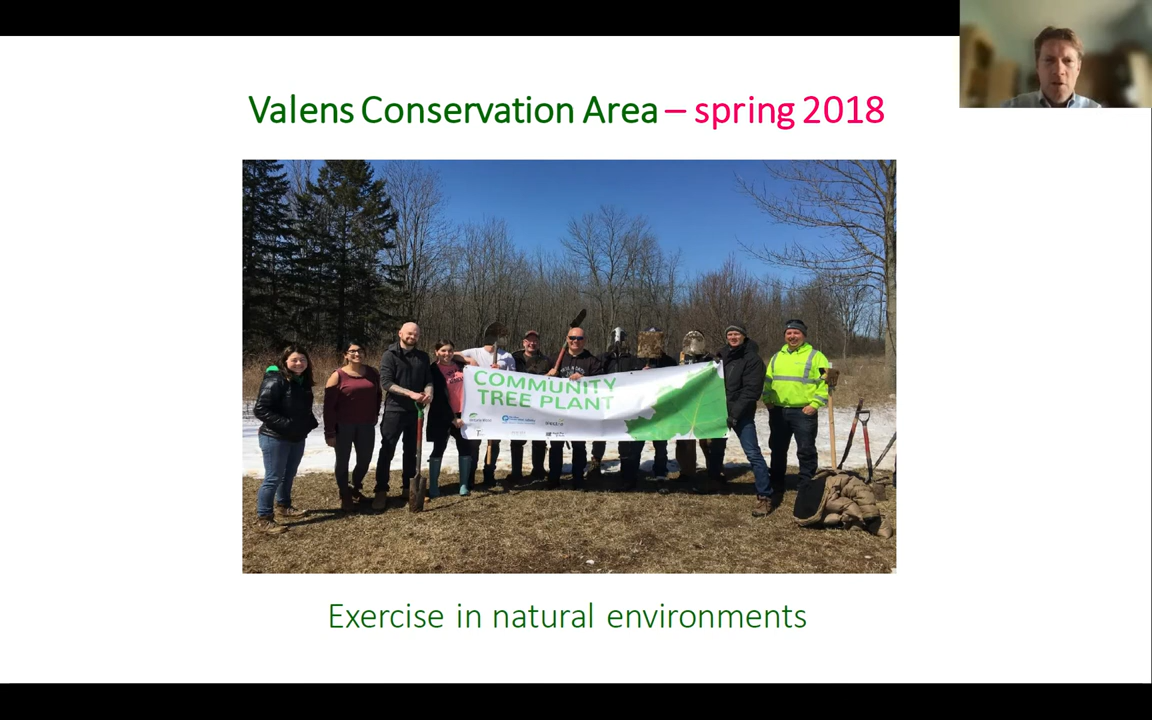 Valens Conservation Area – spring 2018
COMMUNITY
TREE PLANT
Exercise in natural environments